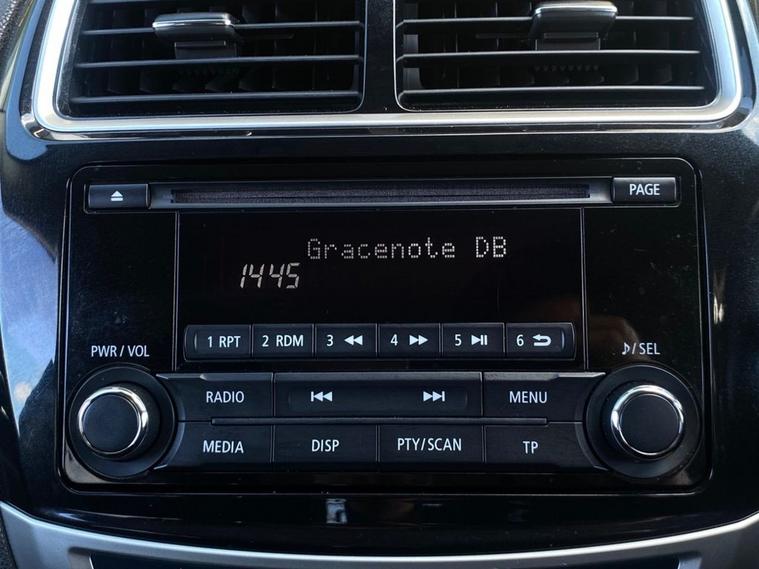 PAGE
Gracenote DB
1445
1 RPT 2 RDM 3 4 5 6
PWR / VOL
/SEL
RADIO MENU
MEDIA DISP PTY/SCAN TP